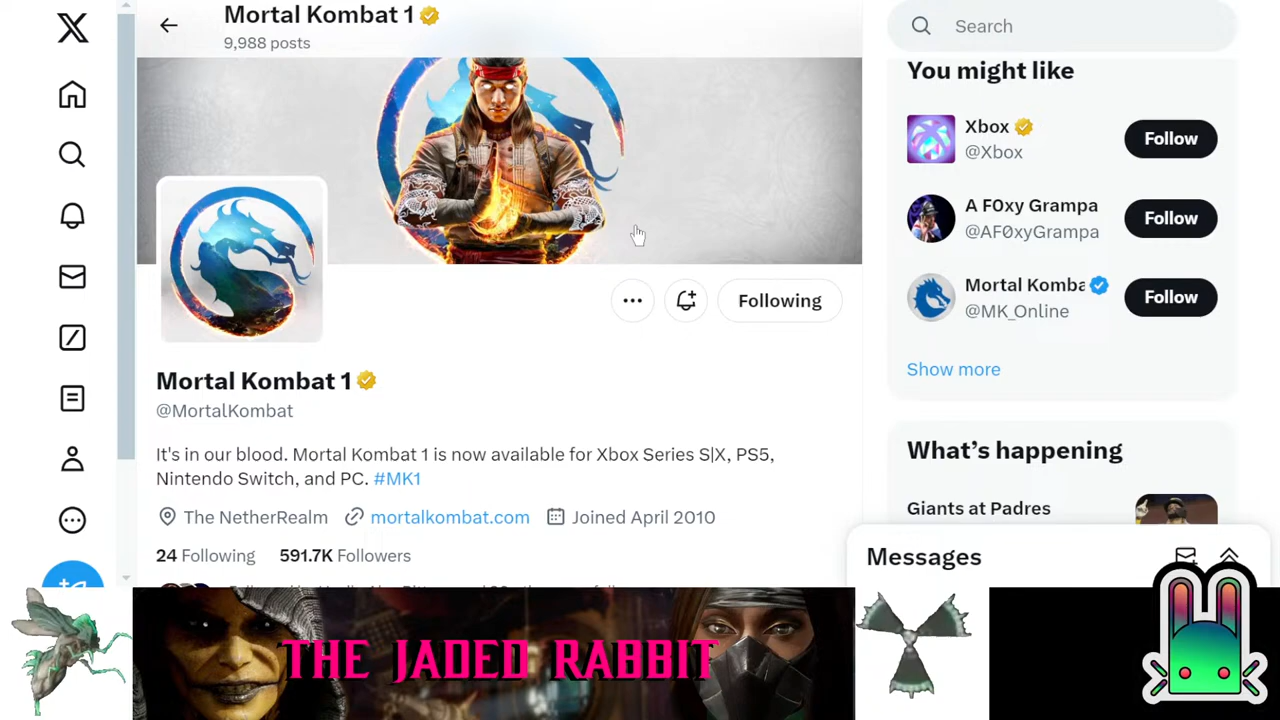 Mortal Kombat 1
9,988 posts
Search
You might like
Xbox
@Xbox
Follow
A F0xy Grampa
@AF0xyGrampa
Follow
Mortal Komba
@MK_Online
Follow
Show more
Following
Mortal Kombat 1
@MortalKombat
It's in our blood. Mortal Kombat 1 is now available for Xbox Series S|X, PS5,
Nintendo Switch, and PC. #MK1
The NetherRealm mortalkombat.com Joined April 2010
24 Following 591.7K Followers
What's happening
Giants at Padres
Messages
THE JADED RABBIT